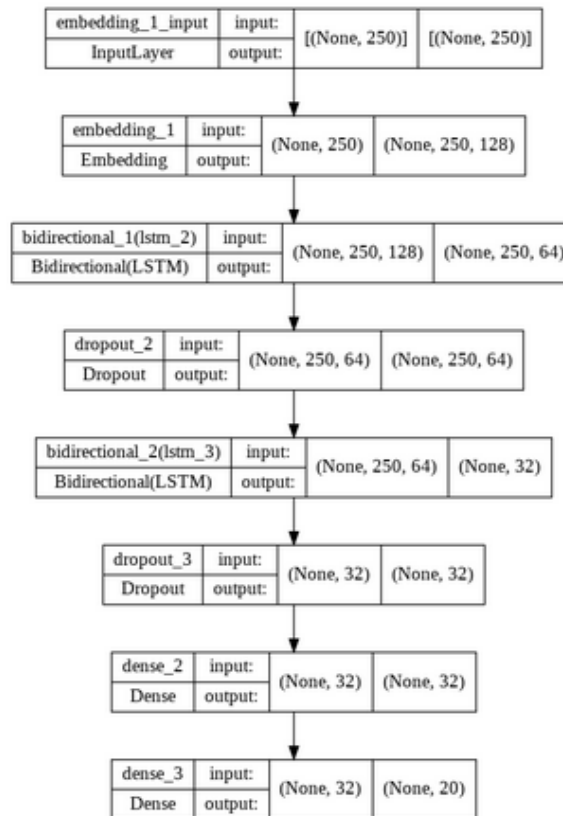 embedding_1_input input: [(None, 250)] [(None, 250)]
InputLayer output:
embedding_1 input: (None, 250) (None, 250, 128)
Embedding output:
bidirectional_1(lstm_2) input: (None, 250, 128) (None, 250, 64)
Bidirectional(LSTM) output:
dropout_2 input: (None, 250, 64) (None, 250, 64)
Dropout output:
bidirectional_2(lstm_3) input: (None, 250, 64) (None, 32)
Bidirectional(LSTM) output:
dropout_3 input: (None, 32) (None, 32)
Dropout output:
dense_2 input: (None, 32) (None, 32)
Dense output:
dense_3 input: (None, 32) (None, 20)
Dense output: